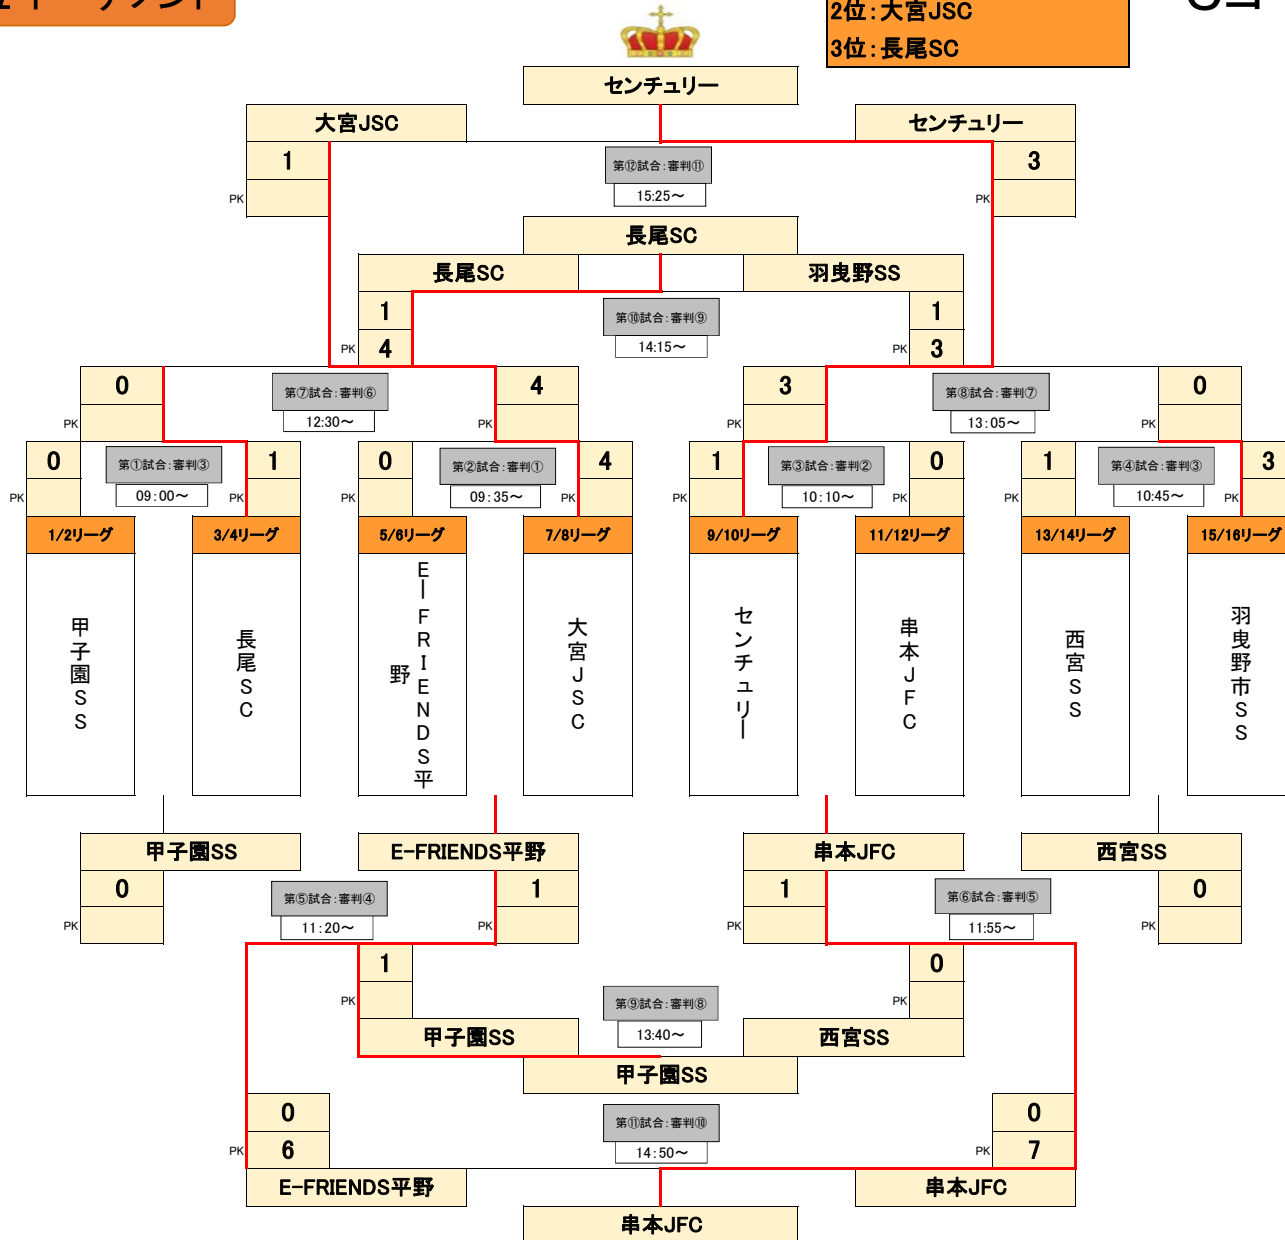 2位：大宮JSC
3位：長尾SC
センチュリー
大宮JSC
センチュリー
1
第⑫試合：審判⑪
3
PK
15:25～
PK
長尾SC
長尾SC
羽曳野SS
1
第⑩試合：審判⑨
1
PK
4
14:15～
PK
3
0
第⑦試合：審判⑥
4
3
第⑧試合：審判⑦
0
PK
12:30～
PK
PK
13:05～
PK
0
第①試合：審判③
1
0
第②試合：審判①
4
1
第③試合：審判②
0
1
第④試合：審判③
3
PK
09:00～
PK
PK
09:35～
PK
PK
10:10～
PK
PK
10:45～
PK
1/2リーグ
3/4リーグ
5/6リーグ
7/8リーグ
9/10リーグ
11/12リーグ
13/14リーグ
15/16リーグ
甲子園SS
長尾SC
E－FRIENDS平
野
大宮JSC
センチュリー
串本JFC
西宮SS
羽曳野市SS
甲子園SS
E-FRIENDS平野
串本JFC
西宮SS
0
第⑤試合：審判④
1
1
第⑥試合：審判⑤
0
PK
11:20～
PK
PK
11:55～
PK
1
第⑨試合：審判⑧
0
PK
13:40～
PK
甲子園SS
西宮SS
甲子園SS
0
第⑪試合：審判⑩
0
PK
6
14:50～
PK
7
E-FRIENDS平野
串本JFC
串本JFC